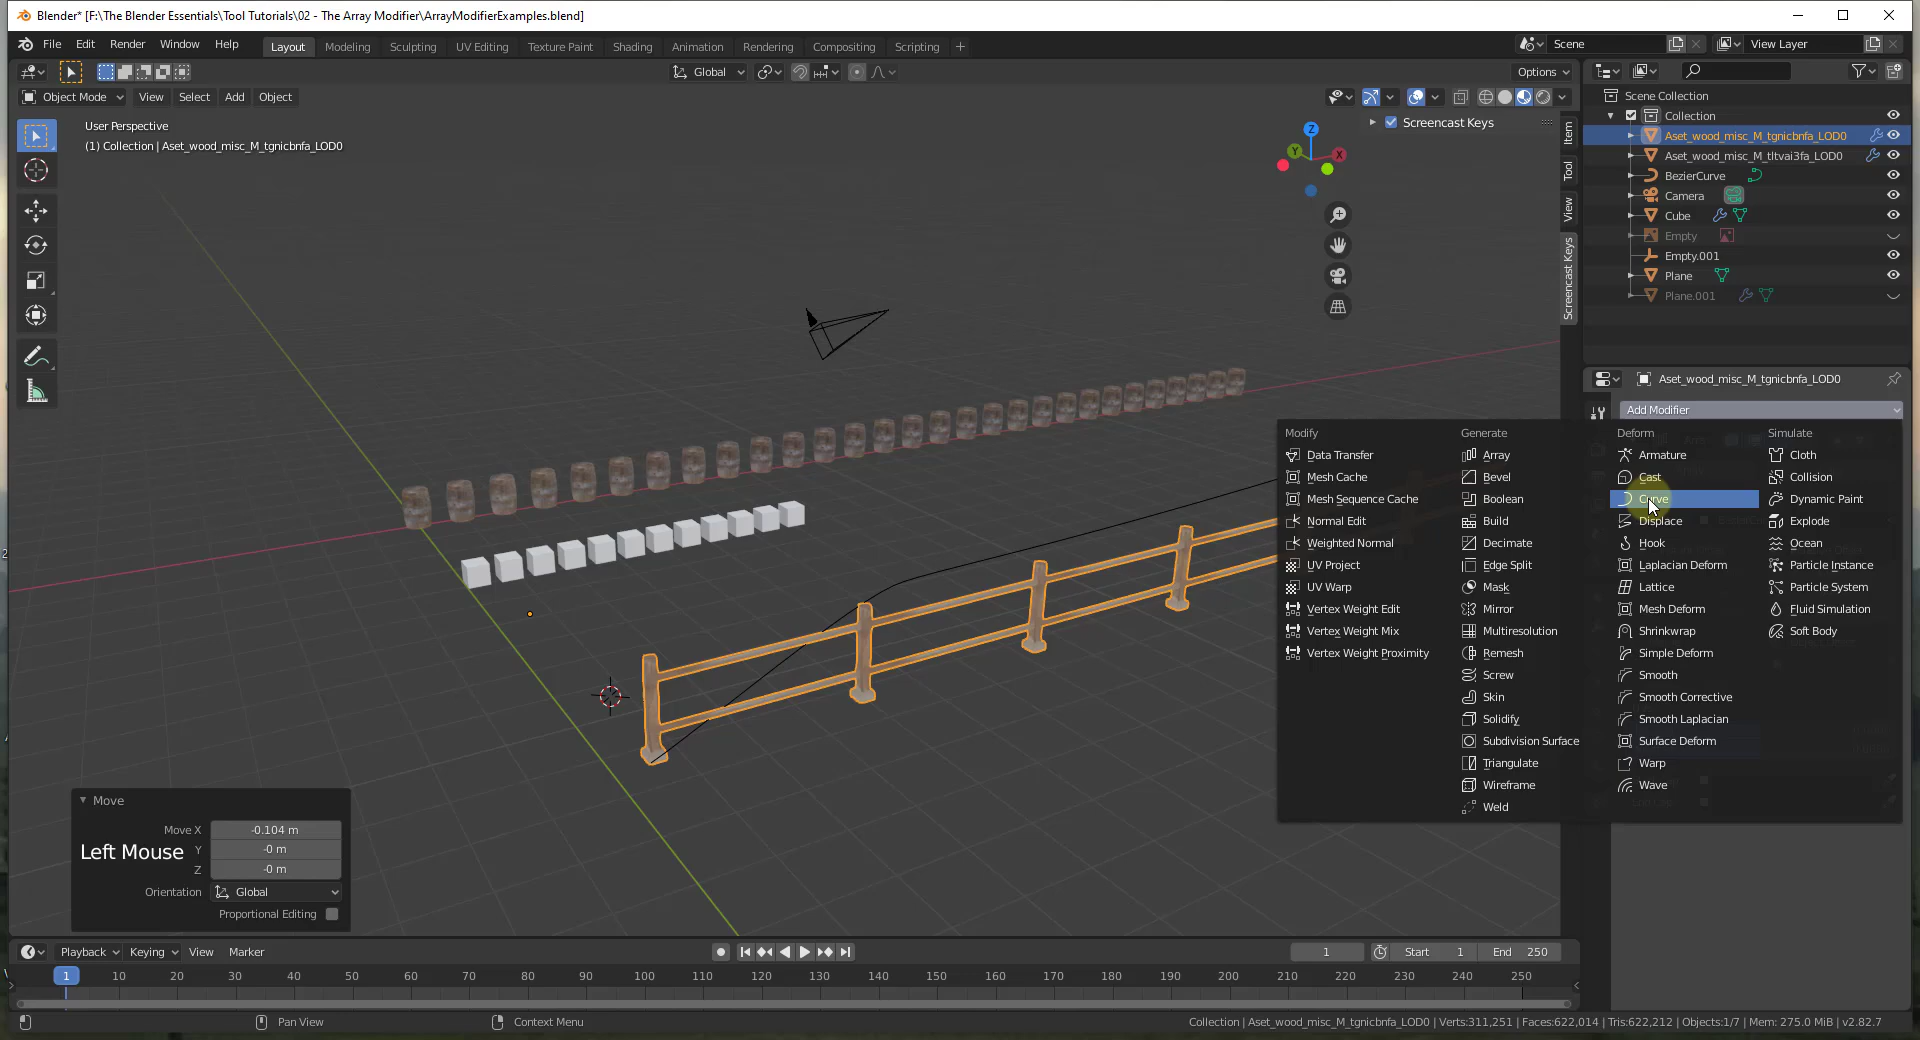 Blender* [F:\The Blender Essentials\Tool Tutorials\02 - The Array Modifier\ArrayModifierExamples.blend]
File Edit Render Window Help Layout Modeling Sculpting UV Editing Texture Paint Shading Animation Rendering Compositing Scripting + Scene View Layer
Global Options
Object Mode View Select Add Object
User Perspective
(1) Collection | Aset_wood_misc_M_tgnicbnfa_LOD0
Screencast Keys
Z
Y
X
Item
Tool
View
Screencast Keys
Scene Collection
Collection
Aset_wood_misc_M_tgnicbnfa_LOD0
Aset_wood_misc_M_tltvai3fa_LOD0
BezierCurve
Camera
Cube
Empty
Empty.001
Plane
Plane.001
Aset_wood_misc_M_tgnicbnfa_LOD0
Add Modifier
Modify
Data Transfer
Mesh Cache
Mesh Sequence Cache
Normal Edit
Weighted Normal
UV Project
UV Warp
Vertex Weight Edit
Vertex Weight Mix
Vertex Weight Proximity
Generate
Array
Bevel
Boolean
Build
Decimate
Edge Split
Mask
Mirror
Multiresolution
Remesh
Screw
Skin
Solidify
Subdivision Surface
Triangulate
Wireframe
Weld
Deform
Armature
Cast
Curve
Displace
Hook
Laplacian Deform
Lattice
Mesh Deform
Shrinkwrap
Simple Deform
Smooth
Smooth Corrective
Smooth Laplacian
Surface Deform
Warp
Wave
Simulate
Cloth
Collision
Dynamic Paint
Explode
Ocean
Particle Instance
Particle System
Fluid Simulation
Soft Body
Move
Move X -0.104 m
Left Mouse
Y -0 m
Z -0 m
Orientation Global
Proportional Editing
Playback Keying View Marker 1 Start 1 End 250
1 10 20 30 40 50 60 70 80 90 100 110 120 130 140 150 160 170 180 190 200 210 220 230 240 250
Pan View Context Menu Collection | Aset_wood_misc_M_tgnicbnfa_LOD0 | Verts:311,251 | Faces:622,014 | Tris:622,212 | Objects:1/7 | Mem: 275.0 MiB | v2.82.7